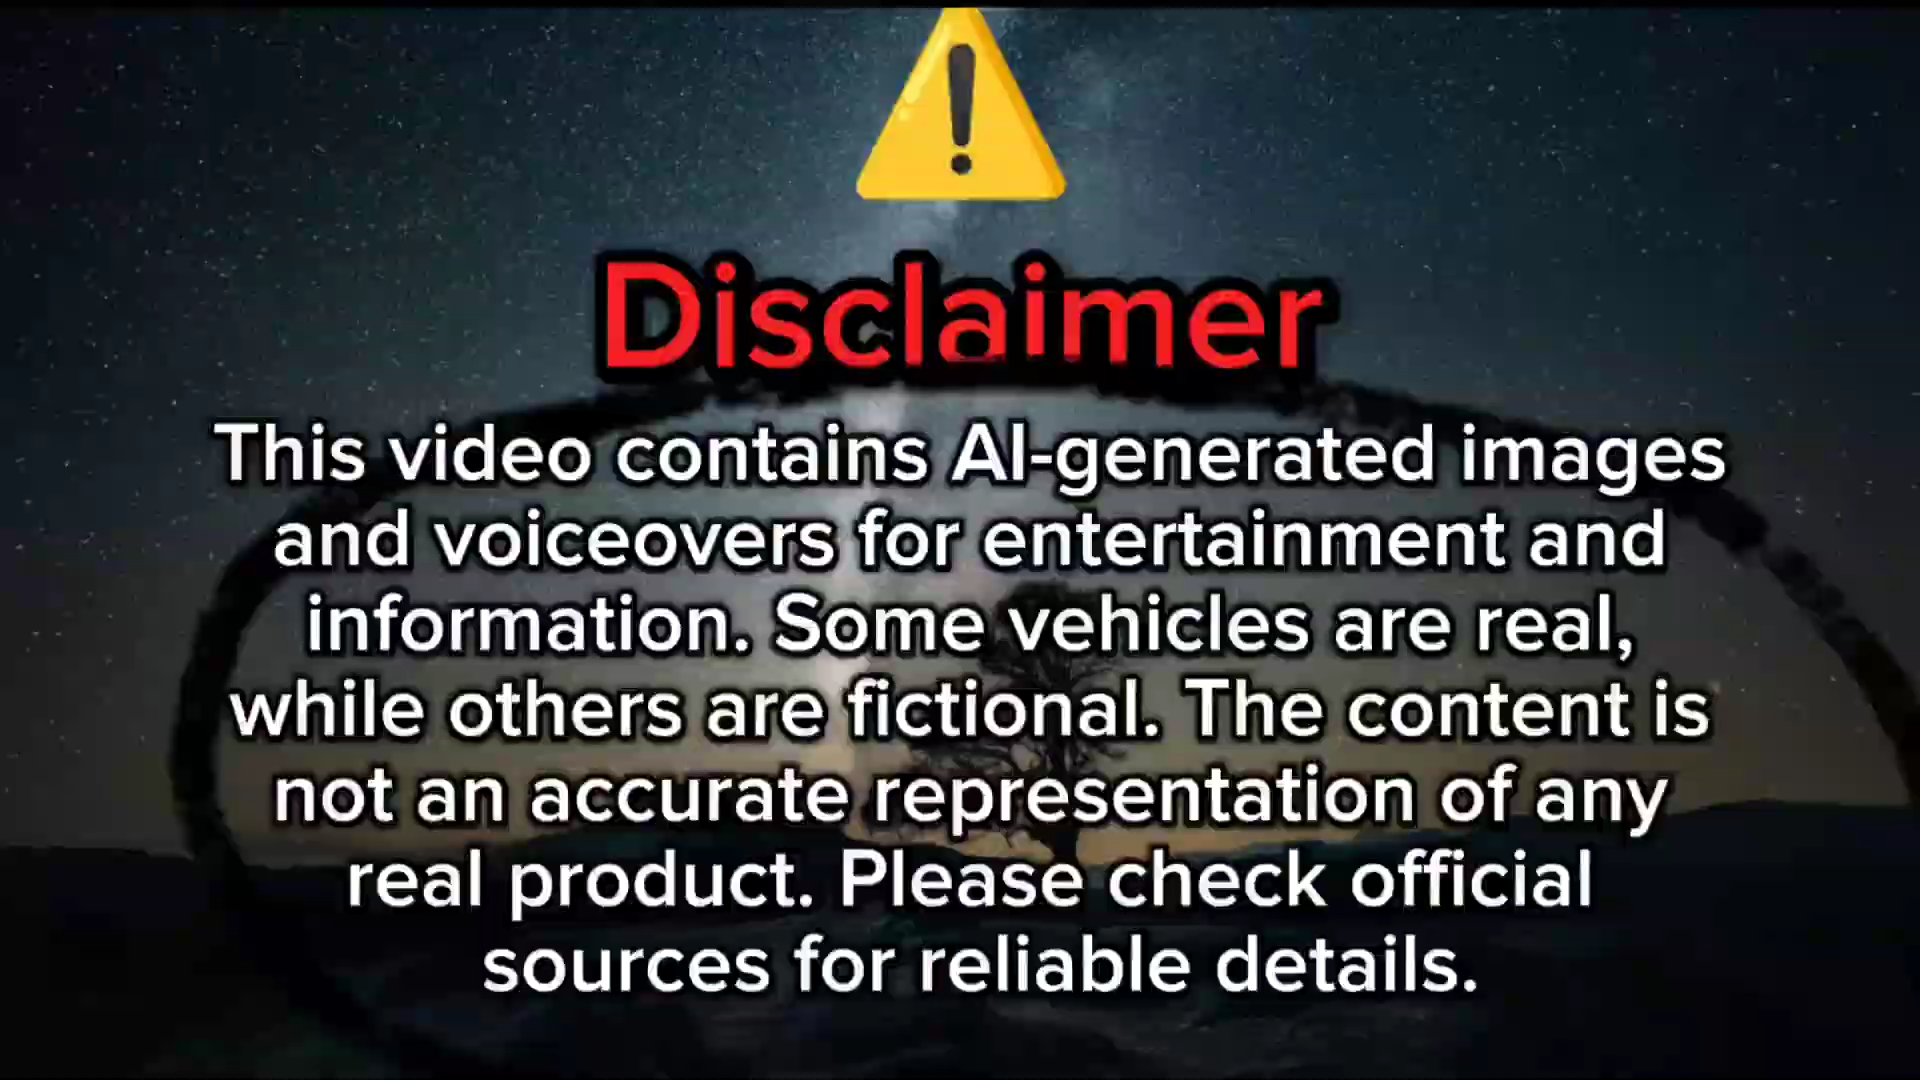 Disclaimer
This video contains AI-generated images
and voiceovers for entertainment and
information. Some vehicles are real,
while others are fictional. The content is
not an accurate representation of any
real product. Please check official
sources for reliable details.